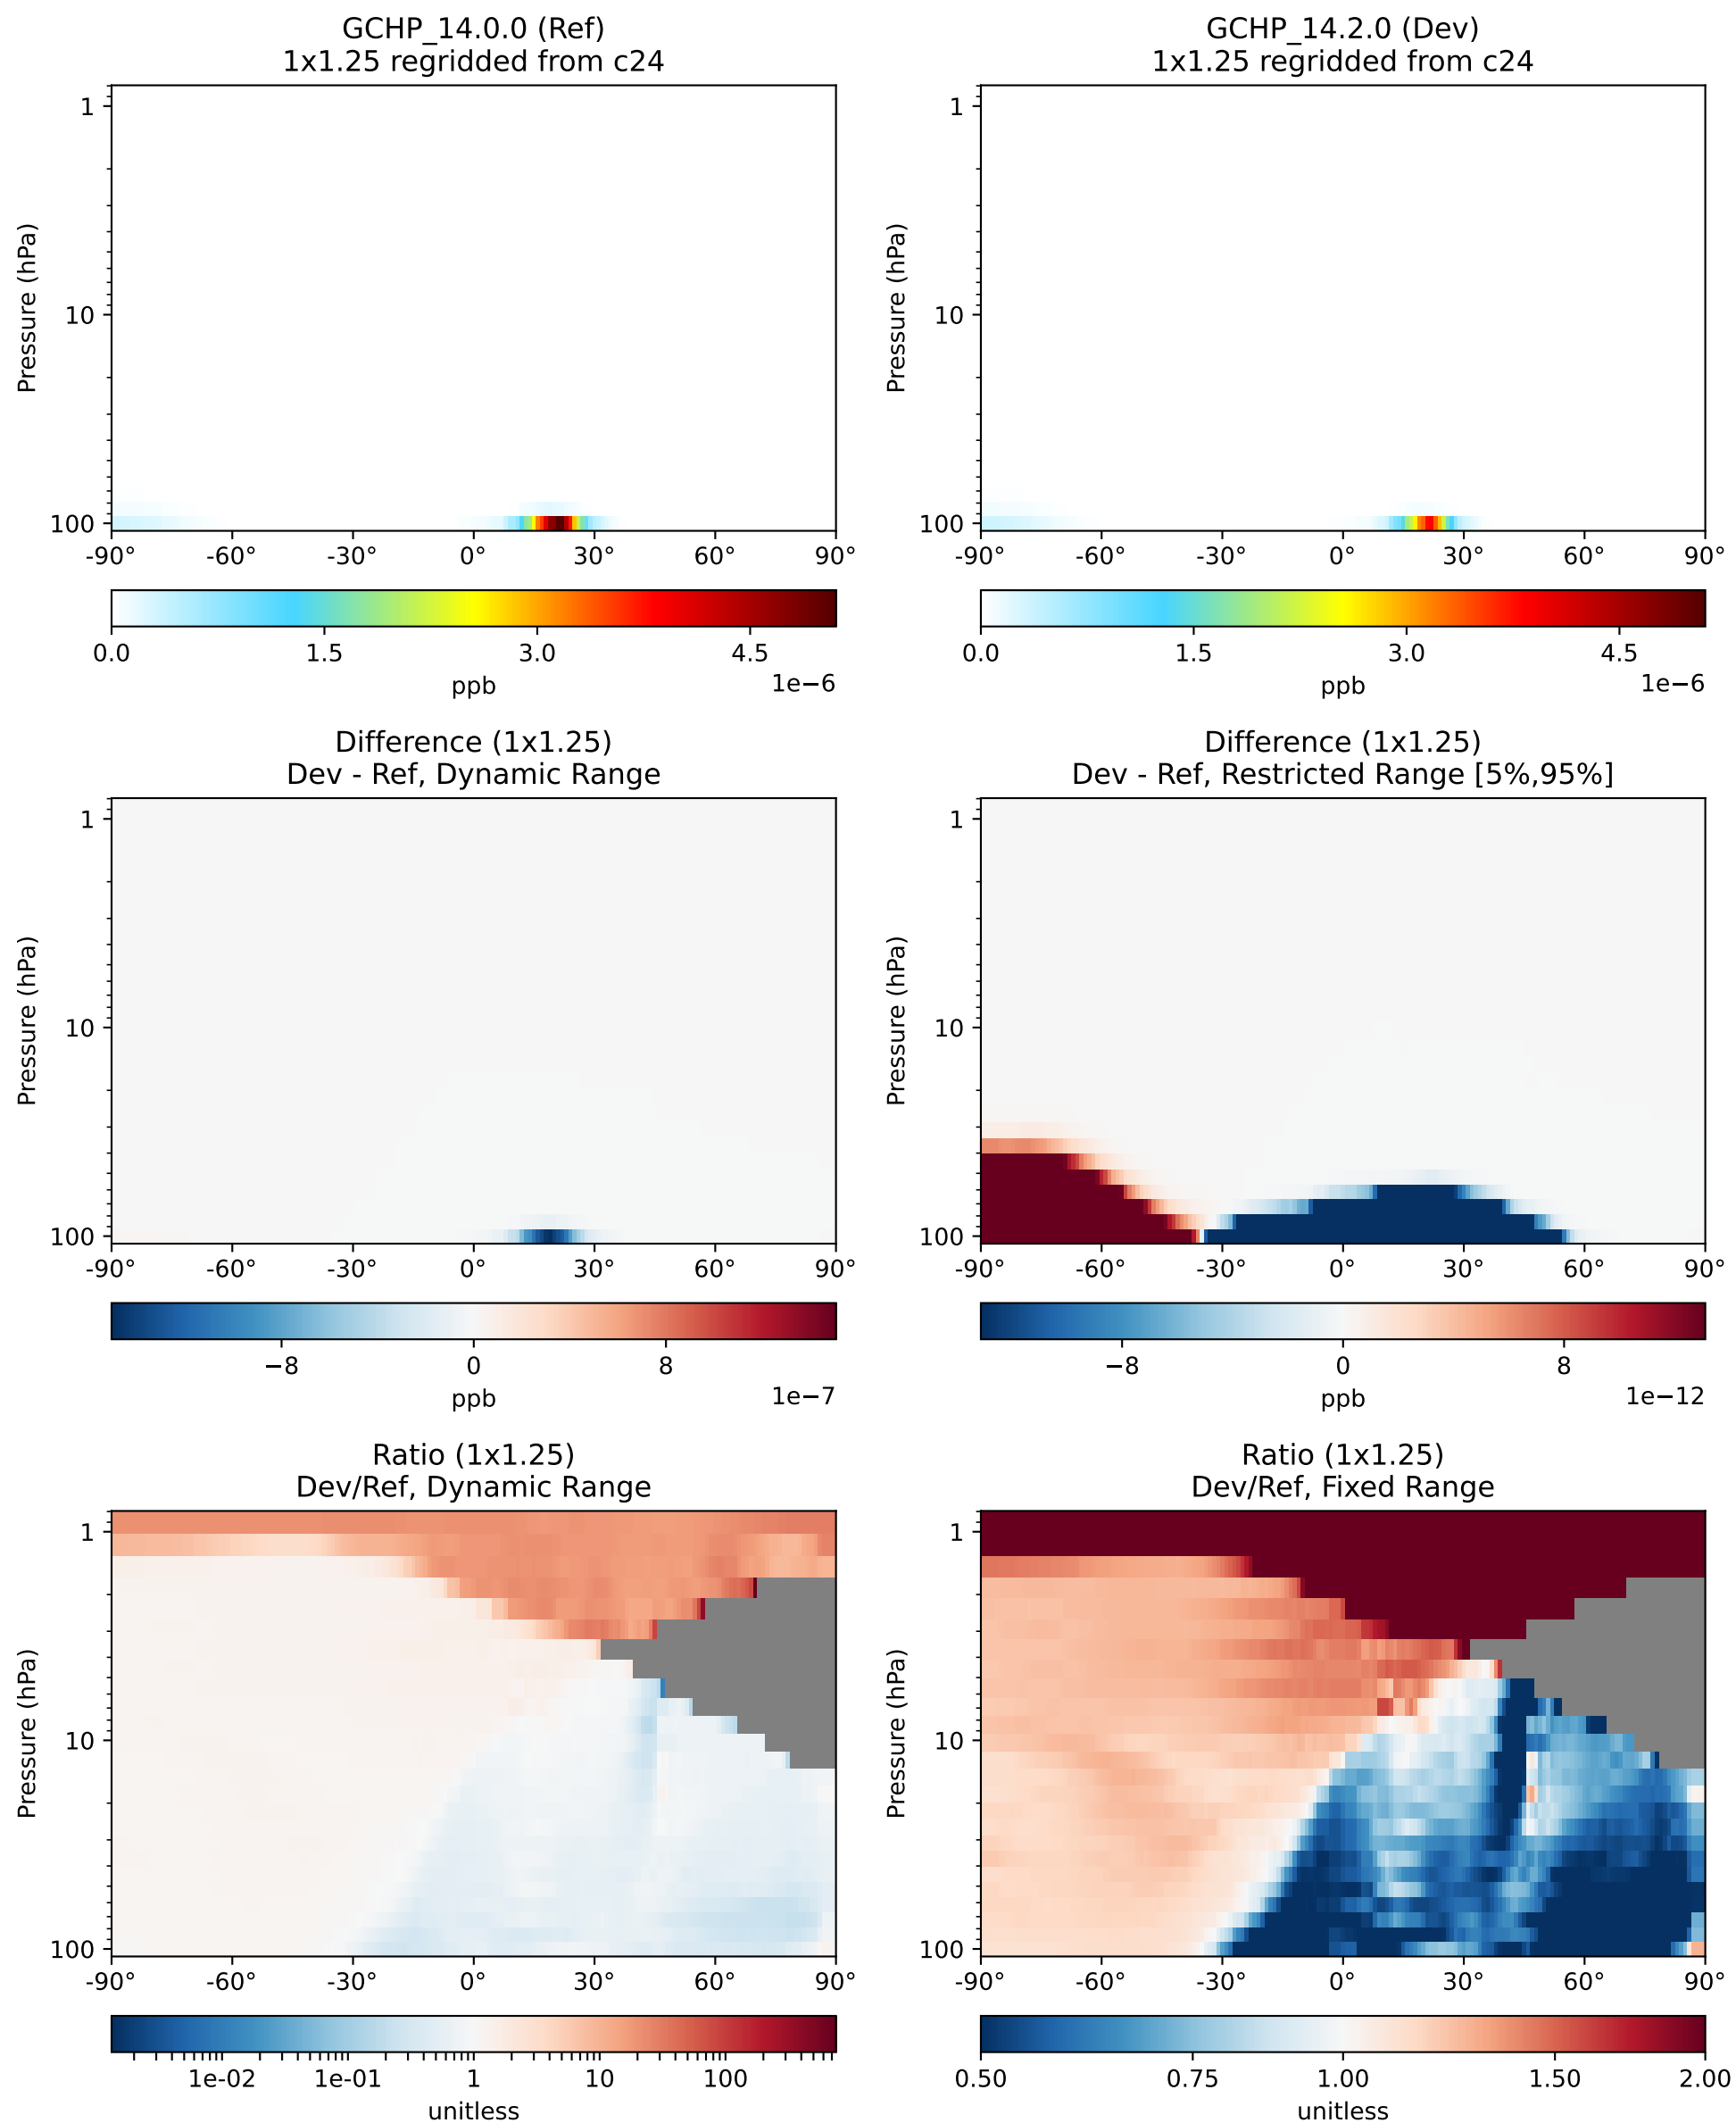 GCHP_14.0.0 (Ref)
1x1.25 regridded from c24
Pressure (hPa)
1
10
100
-90° -60° -30° 0° 30° 60° 90°
0.0 1.5 3.0 4.5
1e−6
ppb
GCHP_14.2.0 (Dev)
1x1.25 regridded from c24
Pressure (hPa)
1
10
100
-90° -60° -30° 0° 30° 60° 90°
0.0 1.5 3.0 4.5
1e−6
ppb
Difference (1x1.25)
Dev - Ref, Dynamic Range
Pressure (hPa)
1
10
100
-90° -60° -30° 0° 30° 60° 90°
−8 0 8
1e−7
ppb
Difference (1x1.25)
Dev - Ref, Restricted Range [5%,95%]
Pressure (hPa)
1
10
100
-90° -60° -30° 0° 30° 60° 90°
−8 0 8
1e−12
ppb
Ratio (1x1.25)
Dev/Ref, Dynamic Range
Pressure (hPa)
1
10
100
-90° -60° -30° 0° 30° 60° 90°
1e-02 1e-01 1 10 100
unitless
Ratio (1x1.25)
Dev/Ref, Fixed Range
Pressure (hPa)
1
10
100
-90° -60° -30° 0° 30° 60° 90°
0.50 0.75 1.00 1.50 2.00
unitless